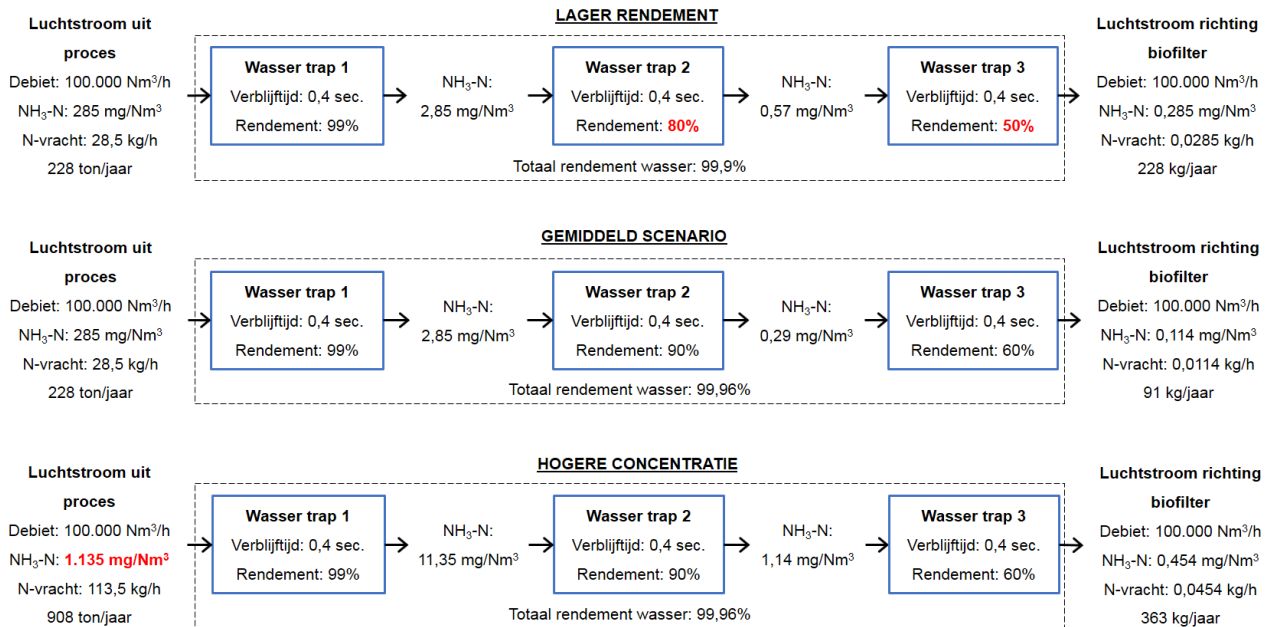 LAGER RENDEMENT
Luchtstroom uit
proces
Debiet: 100.000 Nm³/h
NH₃-N: 285 mg/Nm³
N-vracht: 28,5 kg/h
228 ton/jaar
Wasser trap 1
Verblijftijd: 0,4 sec.
Rendement: 99%
NH₃-N:
2,85 mg/Nm³
Wasser trap 2
Verblijftijd: 0,4 sec.
Rendement: 80%
NH₃-N:
0,57 mg/Nm³
Wasser trap 3
Verblijftijd: 0,4 sec.
Rendement: 50%
Totaal rendement wasser: 99,9%
Luchtstroom richting
biofilter
Debiet: 100.000 Nm³/h
NH₃-N: 0,285 mg/Nm³
N-vracht: 0,0285 kg/h
228 kg/jaar
GEMIDDELD SCENARIO
Luchtstroom uit
proces
Debiet: 100.000 Nm³/h
NH₃-N: 285 mg/Nm³
N-vracht: 28,5 kg/h
228 ton/jaar
Wasser trap 1
Verblijftijd: 0,4 sec.
Rendement: 99%
NH₃-N:
2,85 mg/Nm³
Wasser trap 2
Verblijftijd: 0,4 sec.
Rendement: 90%
NH₃-N:
0,29 mg/Nm³
Wasser trap 3
Verblijftijd: 0,4 sec.
Rendement: 60%
Totaal rendement wasser: 99,96%
Luchtstroom richting
biofilter
Debiet: 100.000 Nm³/h
NH₃-N: 0,114 mg/Nm³
N-vracht: 0,0114 kg/h
91 kg/jaar
HOGERE CONCENTRATIE
Luchtstroom uit
proces
Debiet: 100.000 Nm³/h
NH₃-N: 1.135 mg/Nm³
N-vracht: 113,5 kg/h
908 ton/jaar
Wasser trap 1
Verblijftijd: 0,4 sec.
Rendement: 99%
NH₃-N:
11,35 mg/Nm³
Wasser trap 2
Verblijftijd: 0,4 sec.
Rendement: 90%
NH₃-N:
1,14 mg/Nm³
Wasser trap 3
Verblijftijd: 0,4 sec.
Rendement: 60%
Totaal rendement wasser: 99,96%
Luchtstroom richting
biofilter
Debiet: 100.000 Nm³/h
NH₃-N: 0,454 mg/Nm³
N-vracht: 0,0454 kg/h
363 kg/jaar